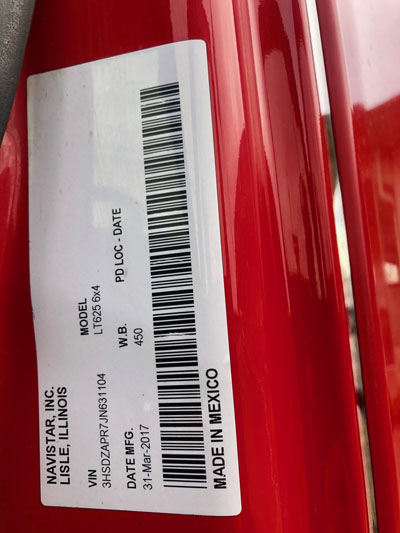 NAVISTAR, INC.
LISLE, ILLINOIS
VIN MODEL
3HSDZAPR7JN631104 LT625 6x4
DATE MFG. W.B. PD LOC - DATE
31-Mar-2017 450
MADE IN MEXICO